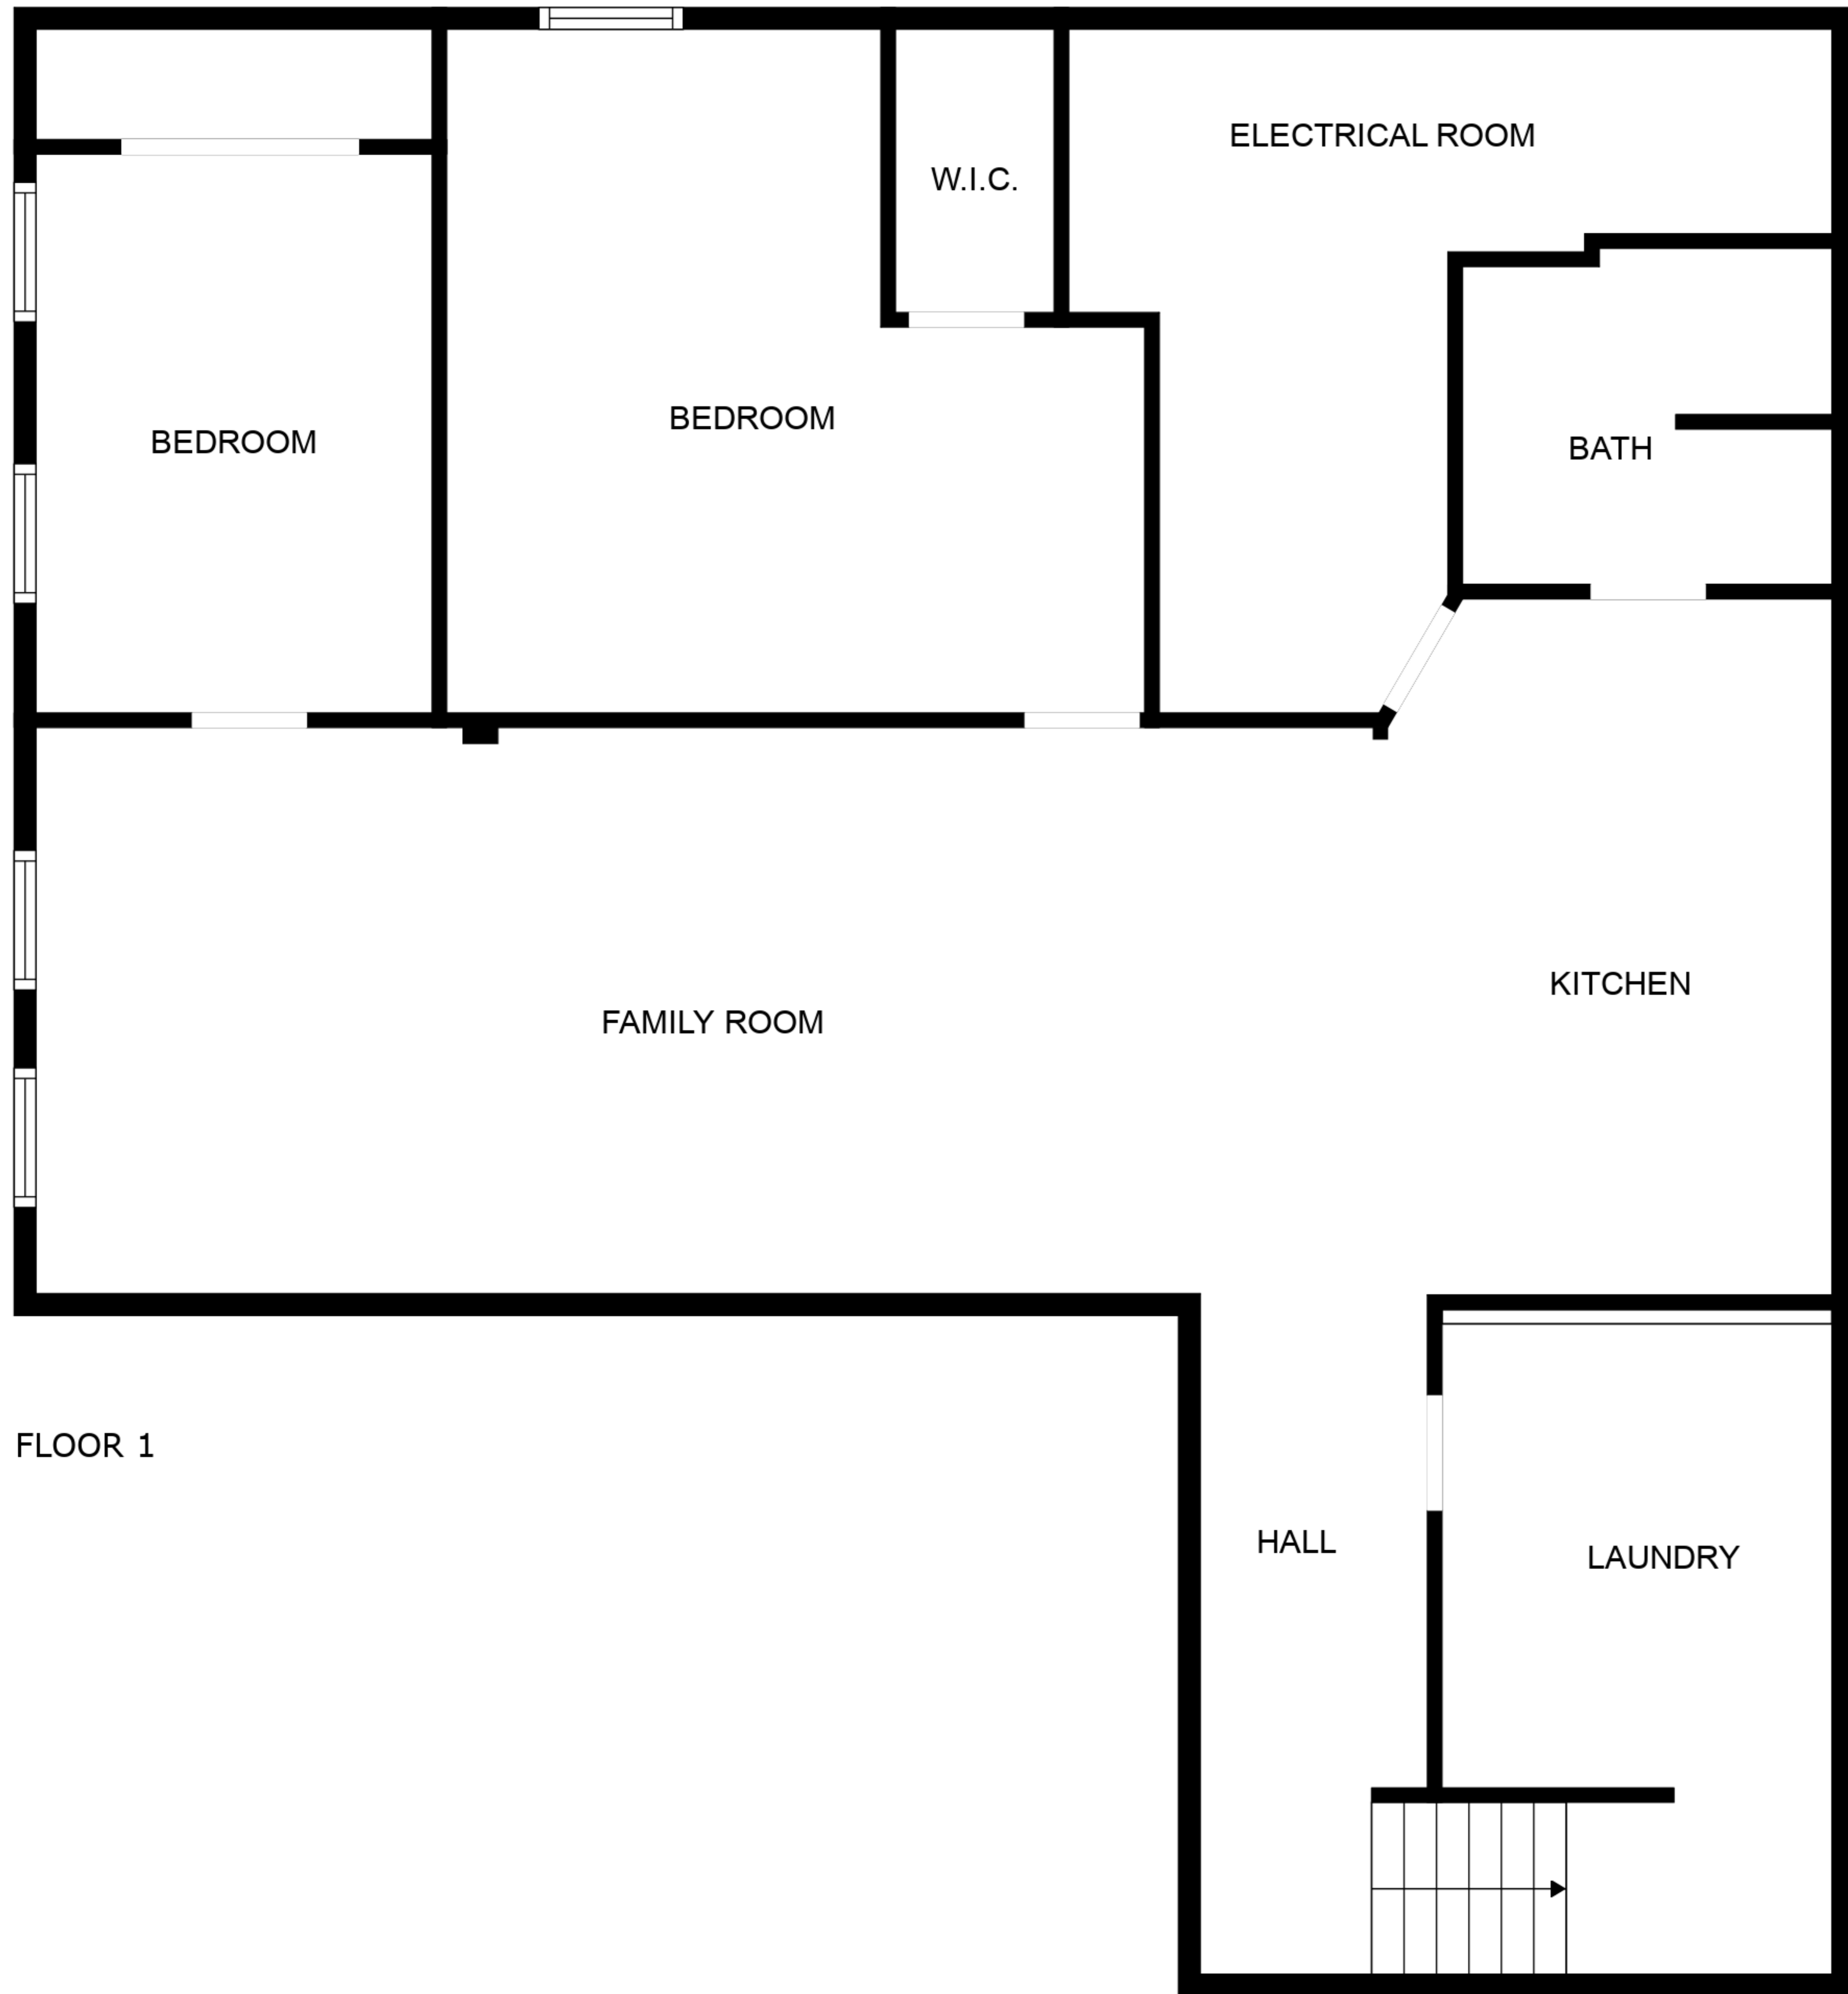 ELECTRICAL ROOM
W.I.C.
BEDROOM
BEDROOM
BATH
FAMILY ROOM
KITCHEN
FLOOR 1
HALL
LAUNDRY